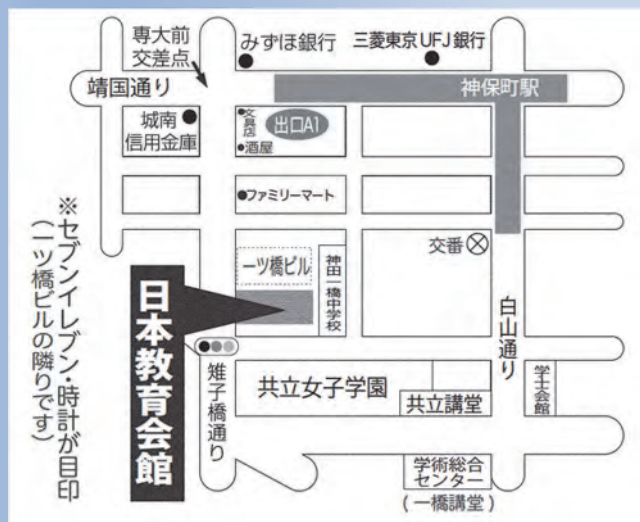 専大前
交差点
みずほ銀行
三菱東京UFJ銀行
靖国通り
神保町駅
城南
信用金庫
文具店
酒屋
出口A1
ファミリーマート
交番
一ツ橋ビル
神田一橋中学校
日本教育会館
※セブンイレブン・時計が目印
(一ツ橋ビルの隣りです)
雉子橋通り
白山通り
共立女子学園
共立講堂
学士会館
学術総合
センター
(一橋講堂)